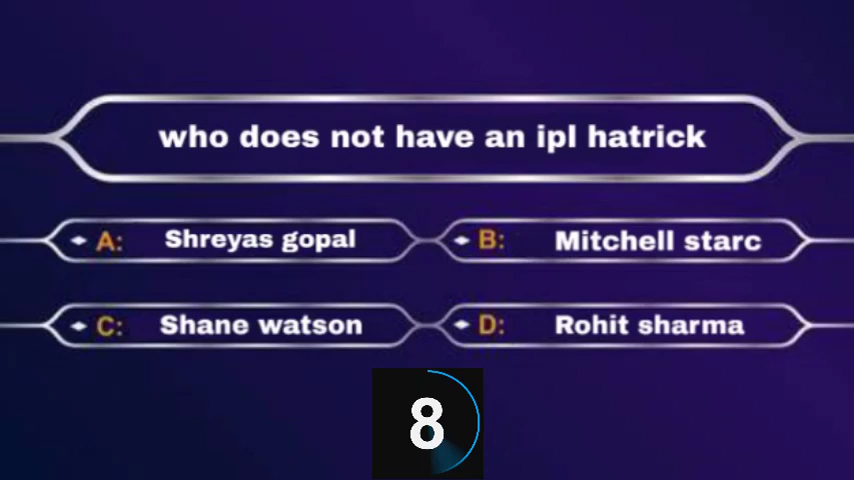 who does not have an ipl hatrick
A: Shreyas gopal
B: Mitchell starc
C: Shane watson
D: Rohit sharma
8